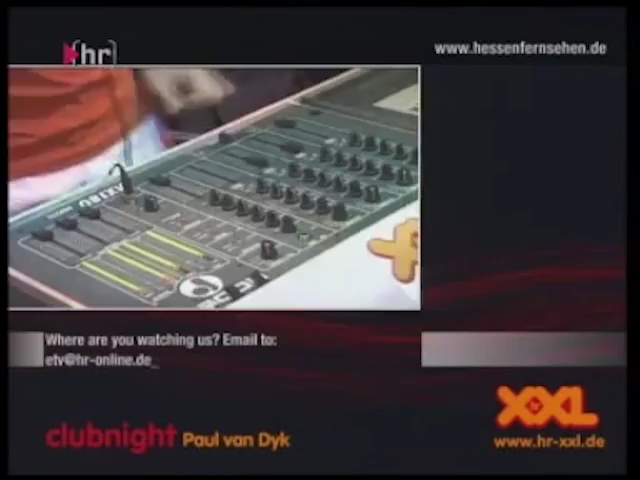 hr
www.hessenfernsehen.de
Where are you watching us? Email to:
etv@hr-online.de_
clubnight Paul van Dyk
XXL
www.hr-xxl.de